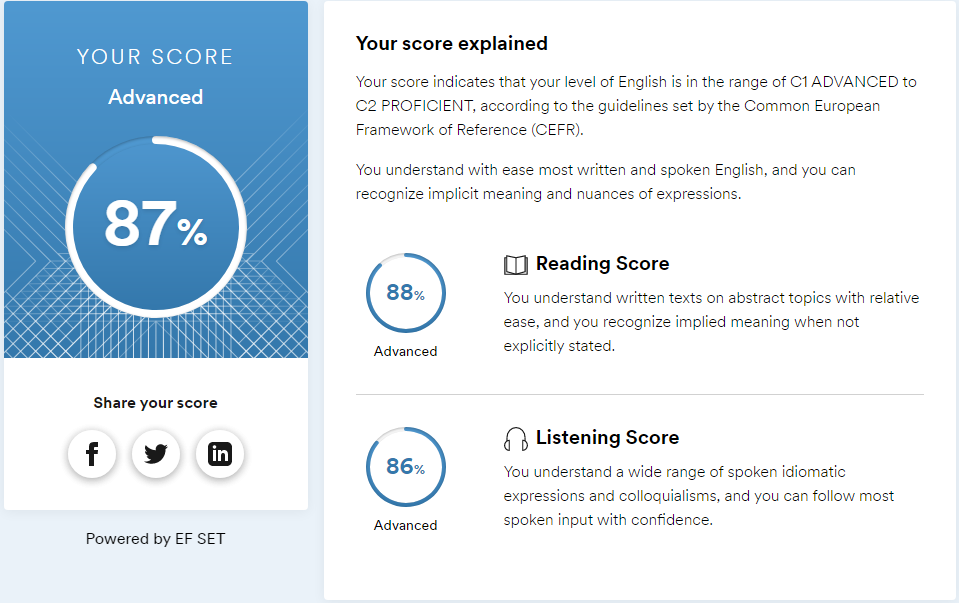 YOUR SCORE
Advanced
87%
Share your score
f
in
Powered by EF SET
Your score explained
Your score indicates that your level of English is in the range of C1 ADVANCED to
C2 PROFICIENT, according to the guidelines set by the Common European
Framework of Reference (CEFR).
You understand with ease most written and spoken English, and you can
recognize implicit meaning and nuances of expressions.
88%
Advanced
Reading Score
You understand written texts on abstract topics with relative
ease, and you recognize implied meaning when not
explicitly stated.
86%
Advanced
Listening Score
You understand a wide range of spoken idiomatic
expressions and colloquialisms, and you can follow most
spoken input with confidence.